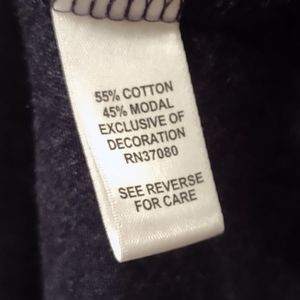 55% COTTON
45% MODAL
EXCLUSIVE OF
DECORATION
RN37080
SEE REVERSE
FOR CARE